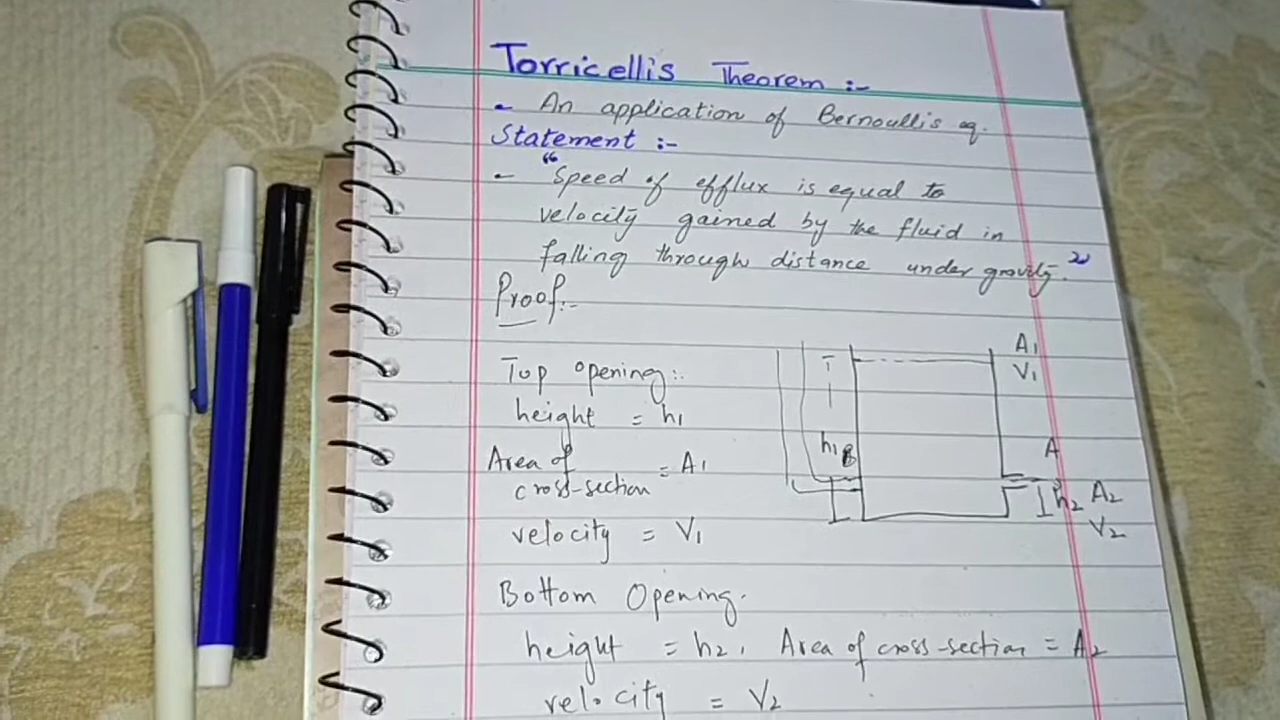 Torricellis Theorem :-
- An application of Bernoullis eq.
Statement :-
- "Speed of efflux is equal to
velocity gained by the fluid in
falling through distance under gravity."
Proof:-
Top opening:.
height = h1
Area of
cross-section = A1
velocity = V1
A1
V1
h1
B
A
h2 A2
V2
Bottom Opening.
height = h2, Area of cross-section = A2
velocity = V2